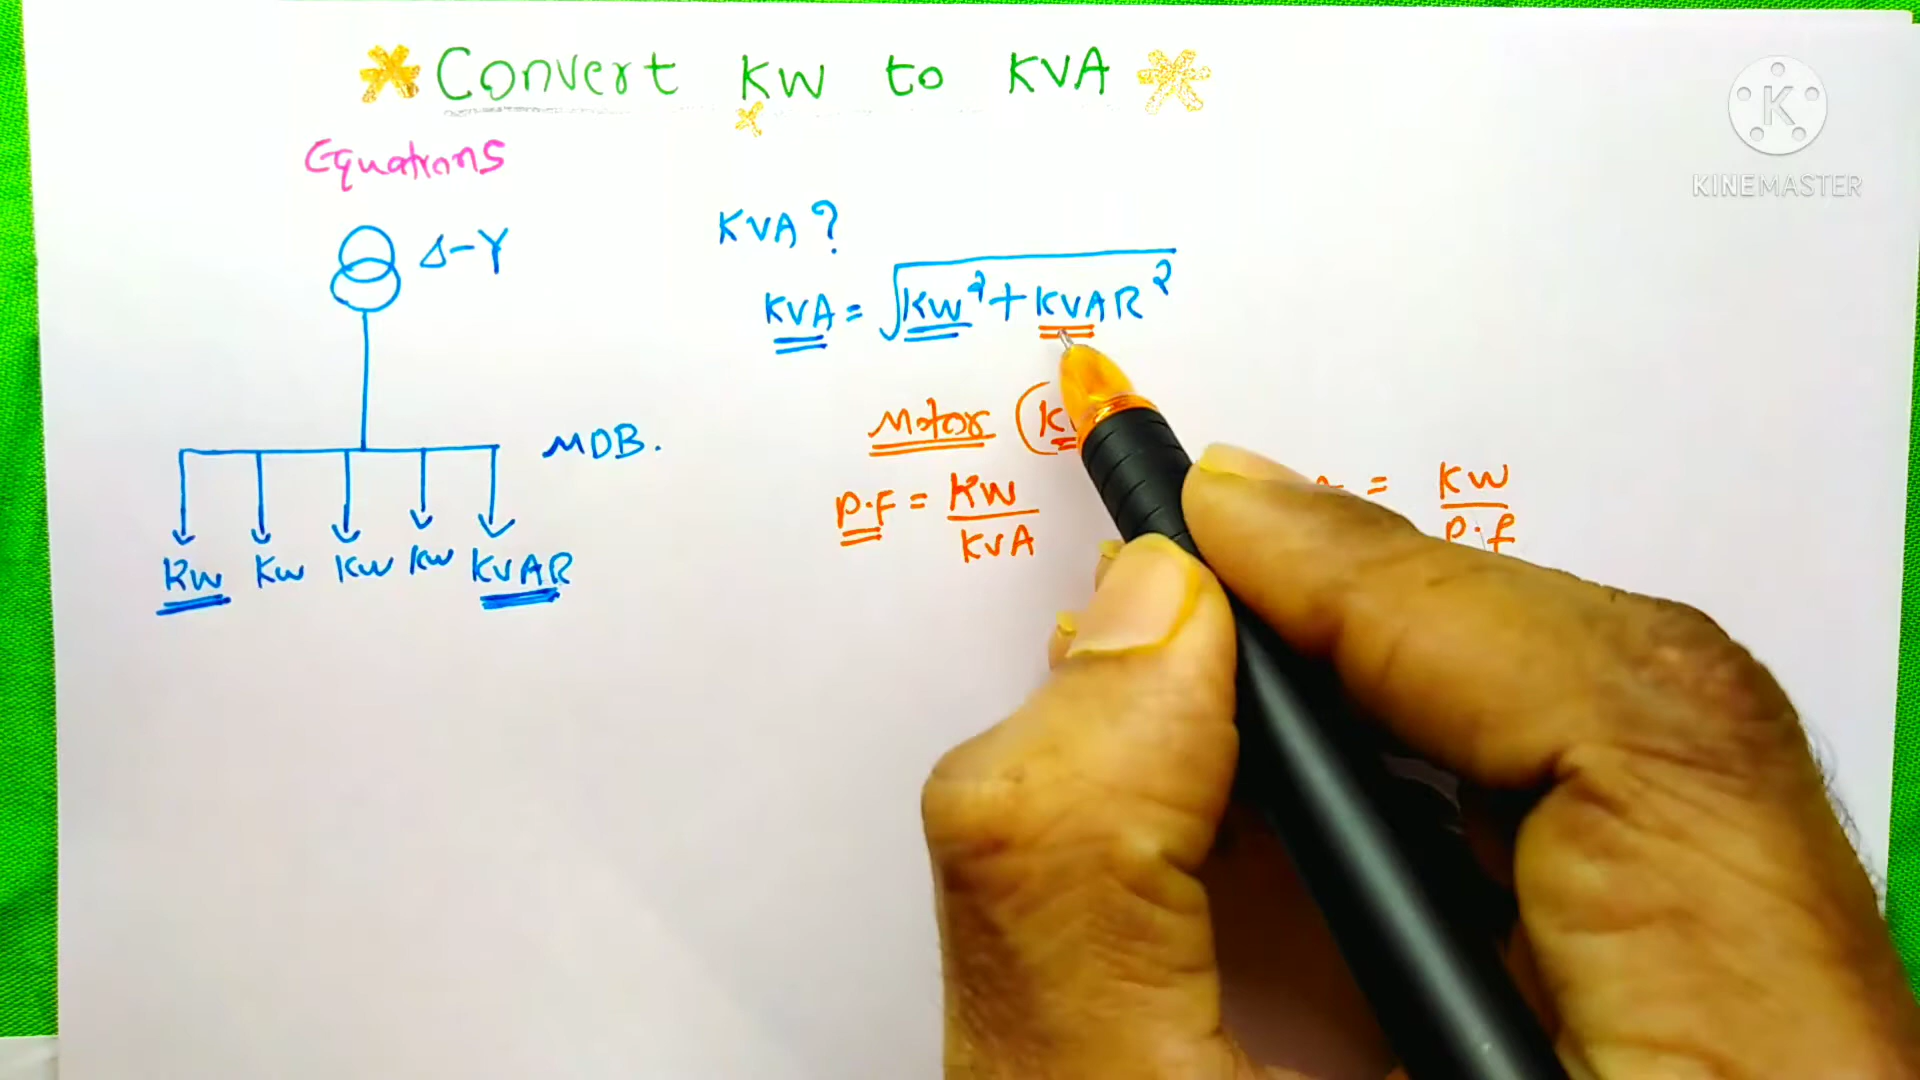 Convert KW to KVA
KINEMASTER
Equations
Δ-Y
MDB.
KW KW KW KW KVAR
KVA?
KVA = √KW² + KVAR²
Motor
P.F = KW/KVA
= KW/P.f